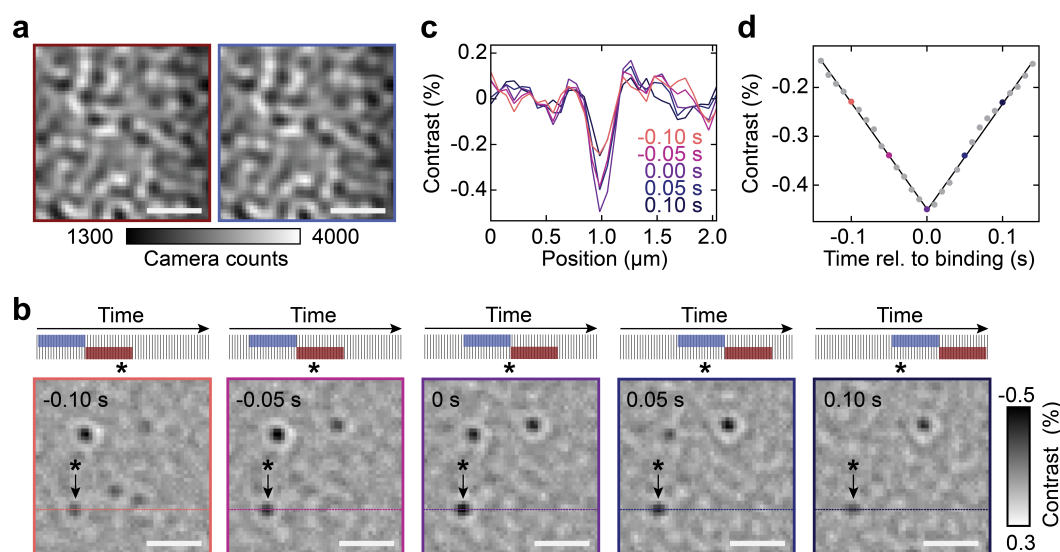 a
1300 4000
Camera counts
c
Contrast (%)
0.2
0
-0.2
-0.4
-0.10 s
-0.05 s
0.00 s
0.05 s
0.10 s
0 0.5 1.0 1.5 2.0
Position (µm)
d
Contrast (%)
-0.2
-0.3
-0.4
-0.1 0.0 0.1
Time rel. to binding (s)
b
Time Time Time Time Time
* * * * *
-0.10 s -0.05 s 0 s 0.05 s 0.10 s
* * * * *
-0.5
Contrast (%)
0.3